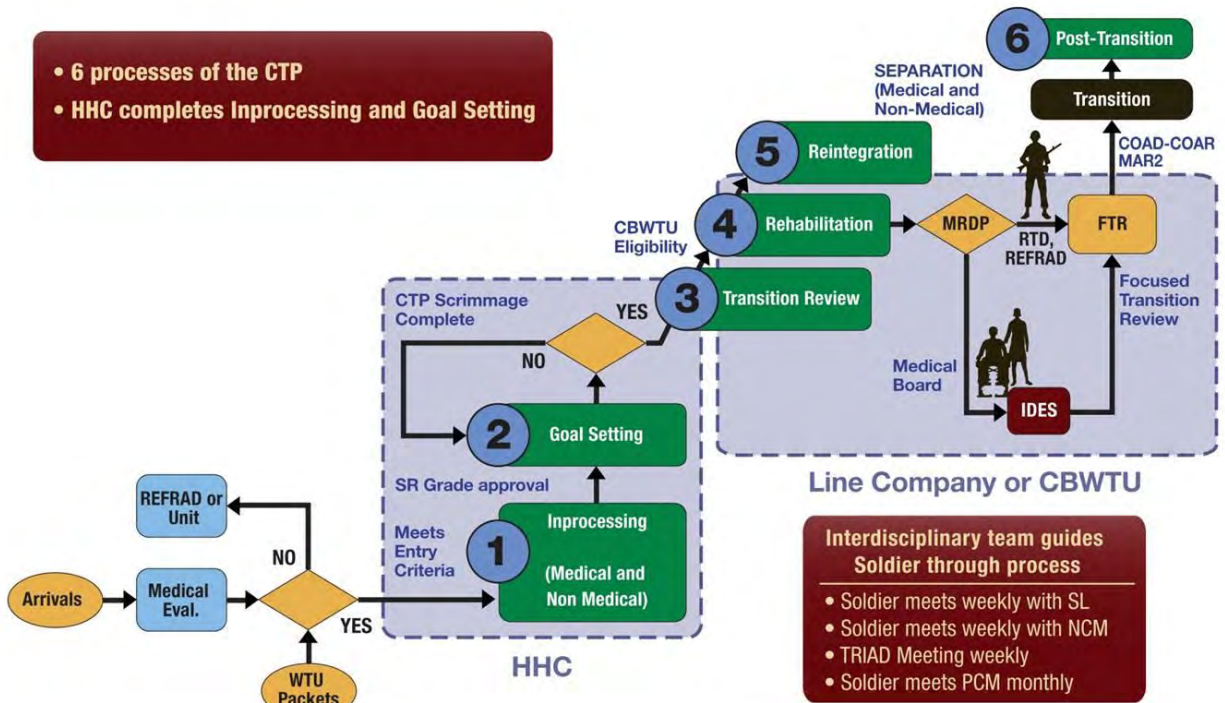 • 6 processes of the CTP
• HHC completes Inprocessing and Goal Setting
6
Post-Transition
SEPARATION
(Medical and
Non-Medical)
Transition
COAD-COAR
MAR2
5
Reintegration
CBWTU
Eligibility
4
Rehabilitation
MRDP
RTD,
REFRAD
FTR
3
Transition Review
Focused
Transition
Review
Medical
Board
IDES
Line Company or CBWTU
CTP Scrimmage
Complete
YES
NO
2
Goal Setting
SR Grade approval
Meets
Entry
Criteria
1
Inprocessing
(Medical and
Non Medical)
HHC
REFRAD or
Unit
NO
Arrivals
Medical
Eval.
YES
WTU
Packets
Interdisciplinary team guides
Soldier through process
• Soldier meets weekly with SL
• Soldier meets weekly with NCM
• TRIAD Meeting weekly
• Soldier meets PCM monthly